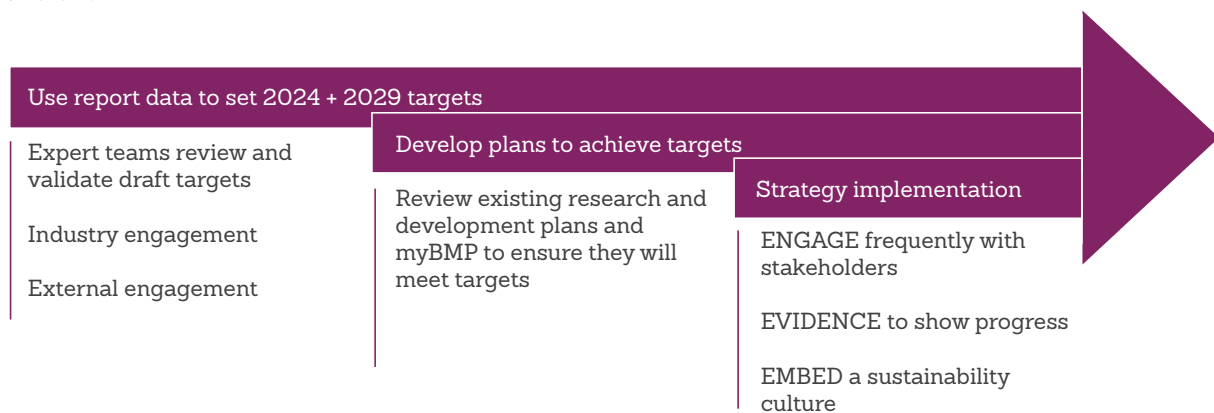 Use report data to set 2024 + 2029 targets
Expert teams review and
validate draft targets
Industry engagement
External engagement
Develop plans to achieve targets
Review existing research and
development plans and
myBMP to ensure they will
meet targets
Strategy implementation
ENGAGE frequently with
stakeholders
EVIDENCE to show progress
EMBED a sustainability
culture